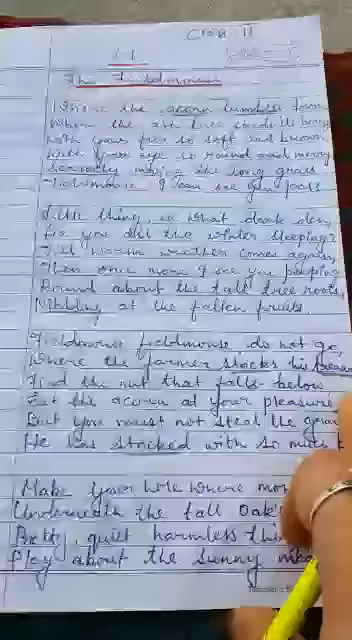 Class II
The Fieldmouse
Where the acorn tumbles down
Where the ash tree sheds its berry
With your fur so soft and brown
With your eye so round and merry
Scarcely moving the long grass
Fieldmouse I can see you pass
Little thing, in what dark den,
lie you all the winter sleeping?
Till warm weather comes again,
Then once more I see you peeping
Round about the tall tree roots,
Nibbling at the fallen fruits.
Fieldmouse fieldmouse, do not go,
Where the farmer stacks his
Find the nut that falls below
Eat the acorn at your pleasure,
But you must not steal the
He has stacked with so much
Make your hole where
Underneath the tall Oak's
quiet harmless
Play about the sunny